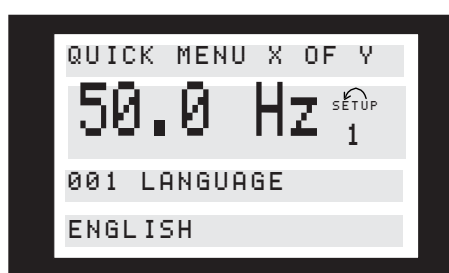 QUICK MENU X OF Y
50.0 Hz SETUP
1
001 LANGUAGE
ENGLISH